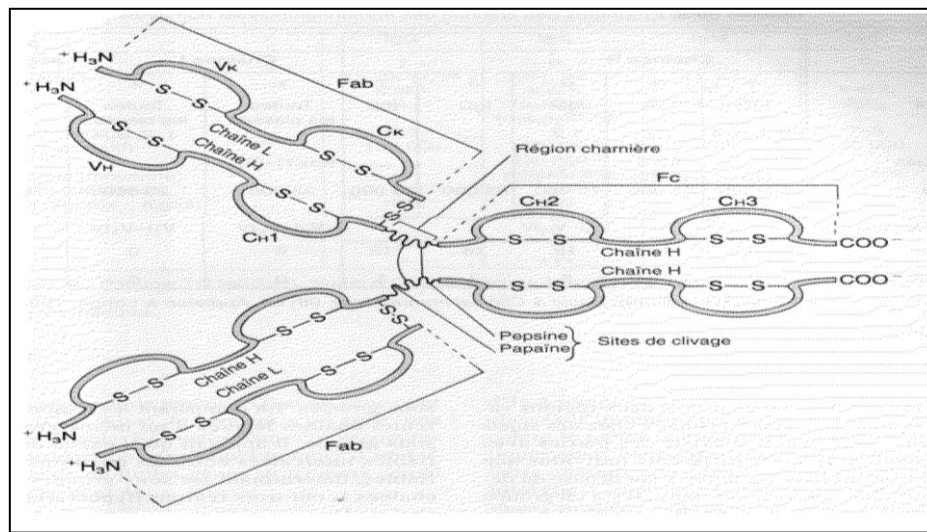 +H3N
+H3N
VK
Fab
Chaîne L
Chaîne H
S S
S S
CK
S S
S S
S S
VH
CH1
Région charnière
Fc
CH2
CH3
S S
S S
COO-
Chaîne H
Chaîne H
S S
S S
COO-
Pepsine
Papaïne
Sites de clivage
S S
S S
S S
Chaîne H
Chaîne L
S S
S S
+H3N
+H3N
Fab